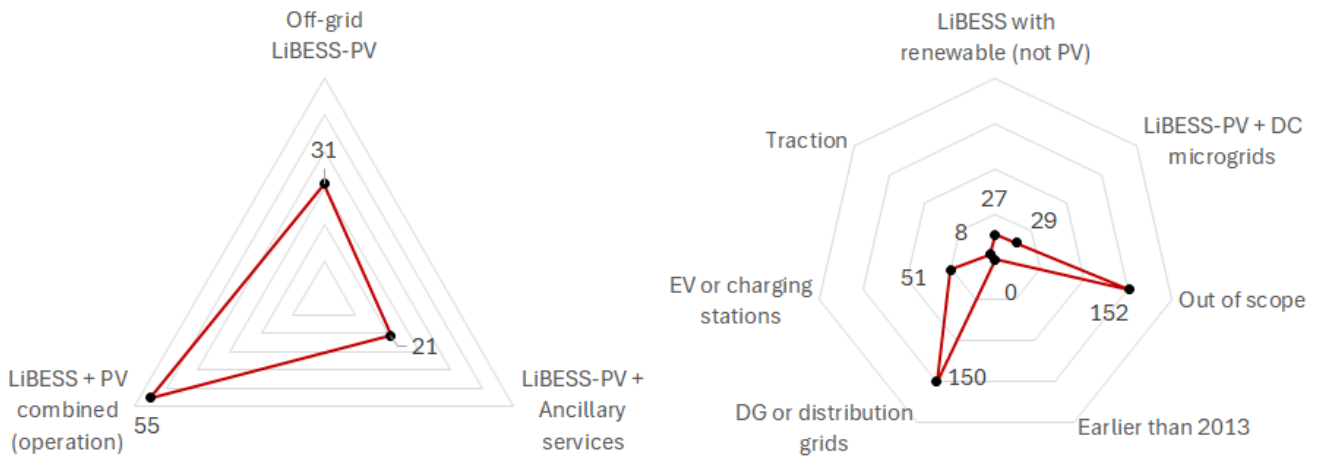 Off-grid
LiBESS-PV
31
21
LiBESS + PV
combined
(operation)
55
LiBESS-PV +
Ancillary
services
LiBESS with
renewable (not PV)
Traction
LiBESS-PV + DC
microgrids
27
29
8
51
0
152
EV or charging
stations
Out of scope
150
DG or distribution
grids
Earlier than 2013